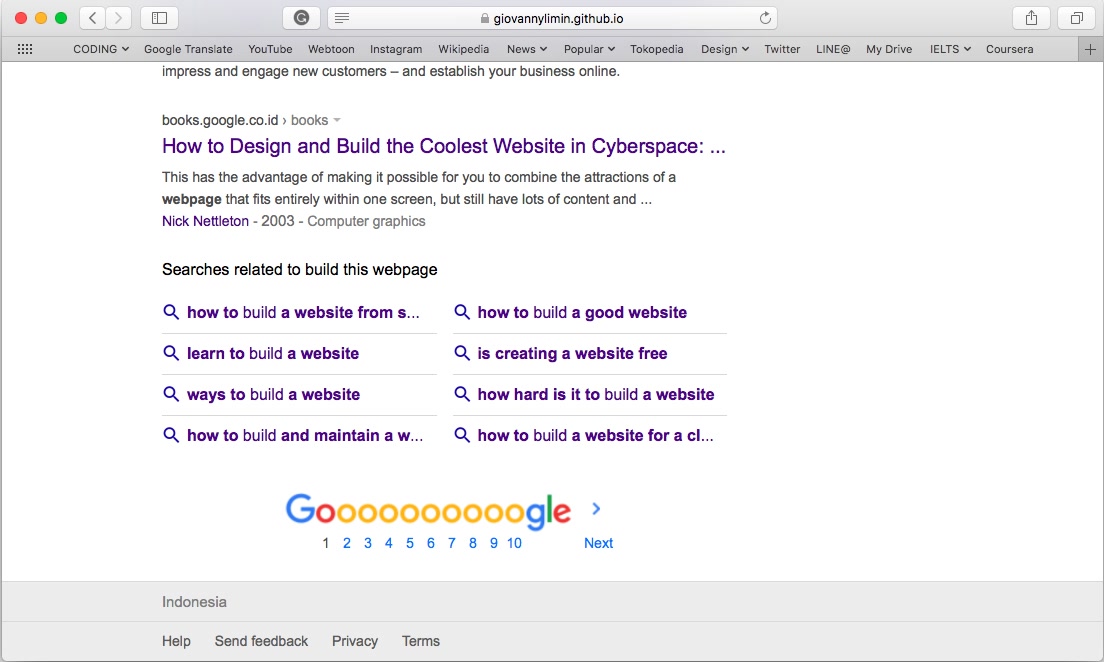 giovannylimin.github.io
CODING Google Translate YouTube Webtoon Instagram Wikipedia News Popular Tokopedia Design Twitter LINE@ My Drive IELTS Coursera
impress and engage new customers – and establish your business online.
books.google.co.id › books
How to Design and Build the Coolest Website in Cyberspace: ...
This has the advantage of making it possible for you to combine the attractions of a
webpage that fits entirely within one screen, but still have lots of content and ...
Nick Nettleton - 2003 - Computer graphics
Searches related to build this webpage
how to build a website from s... how to build a good website
learn to build a website is creating a website free
ways to build a website how hard is it to build a website
how to build and maintain a w... how to build a website for a cl...
Goooooooooogle
1 2 3 4 5 6 7 8 9 10 Next
Indonesia
Help Send feedback Privacy Terms